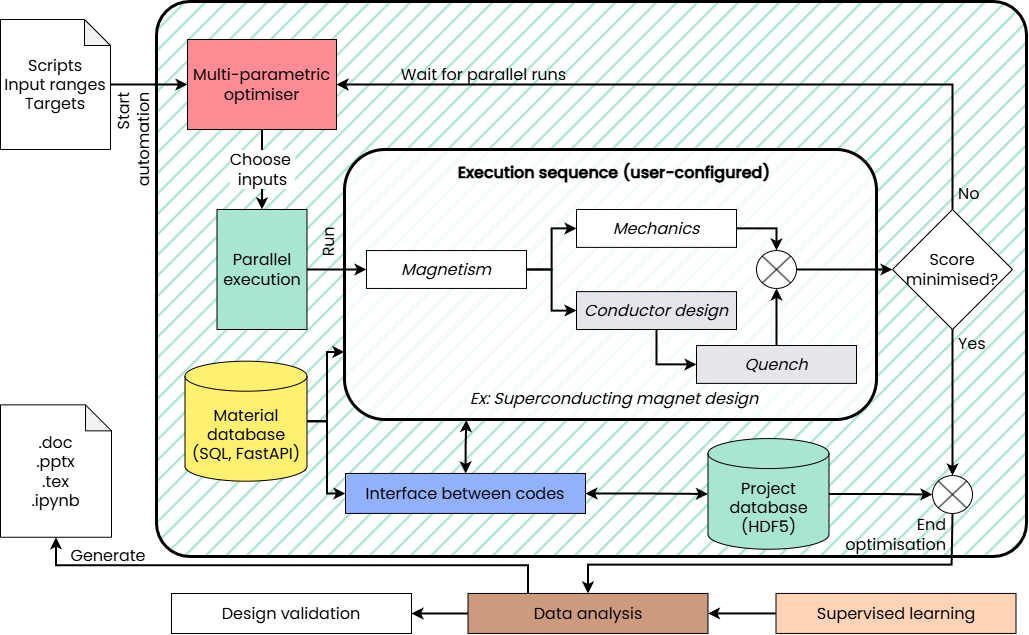 Scripts
Input ranges
Targets
Start
automation
Multi-parametric
optimiser
Wait for parallel runs
Choose
inputs
Parallel
execution
Run
Execution sequence (user-configured)
Magnetism
Mechanics
Conductor design
Quench
Ex: Superconducting magnet design
No
Score
minimised?
Yes
Material
database
(SQL, FastAPI)
Interface between codes
Project
database
(HDF5)
End
optimisation
.doc
.pptx
.tex
.ipynb
Generate
Design validation
Data analysis
Supervised learning